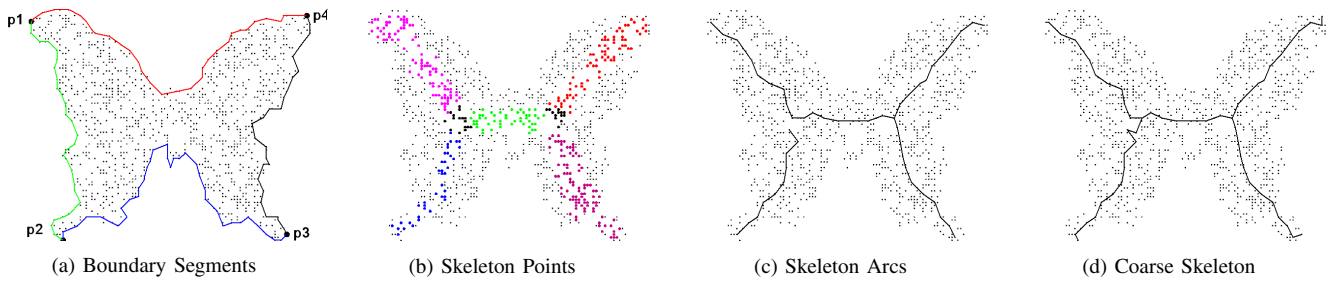 p1
p4
p2
p3
(a) Boundary Segments
(b) Skeleton Points
(c) Skeleton Arcs
(d) Coarse Skeleton